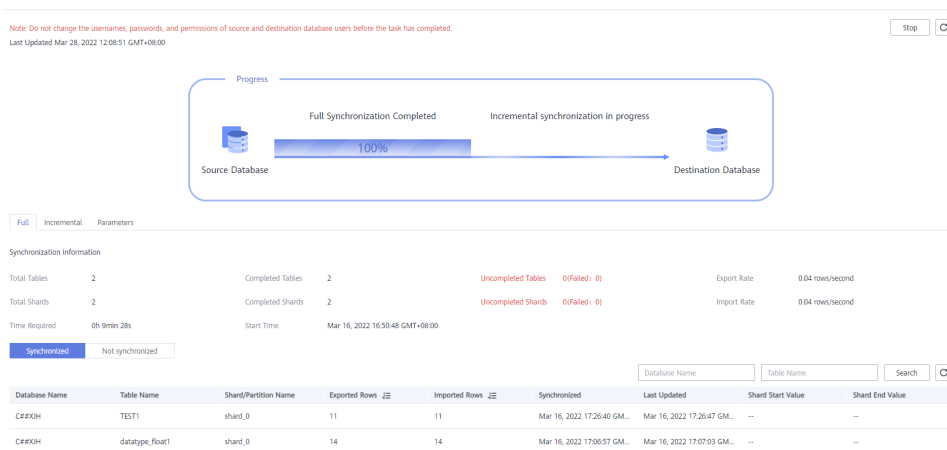 Note: Do not change the usernames, passwords, and permissions of source and destination database users before the task has completed.
Stop
Last Updated Mar 28, 2022 12:08:51 GMT+08:00
Progress
Full Synchronization Completed Incremental synchronization in progress
100%
Source Database Destination Database
Full Incremental Parameters
Synchronization Information
Total Tables 2 Completed Tables 2 Uncompleted Tables 0(Failed: 0) Export Rate 0.04 rows/second
Total Shards 2 Completed Shards 2 Uncompleted Shards 0(Failed: 0) Import Rate 0.04 rows/second
Time Required 0h 9min 28s Start Time Mar 16, 2022 16:50:48 GMT+08:00
Synchronized Not synchronized
Database Name Table Name Search
Database Name Table Name Shard/Partition Name Exported Rows Imported Rows Synchronized Last Updated Shard Start Value Shard End Value
C##XJH TEST1 shard_0 11 11 Mar 16, 2022 17:26:40 GM... Mar 16, 2022 17:26:47 GM... -- --
C##XJH datatype_float1 shard_0 14 14 Mar 16, 2022 17:06:57 GM... Mar 16, 2022 17:07:03 GM... -- --